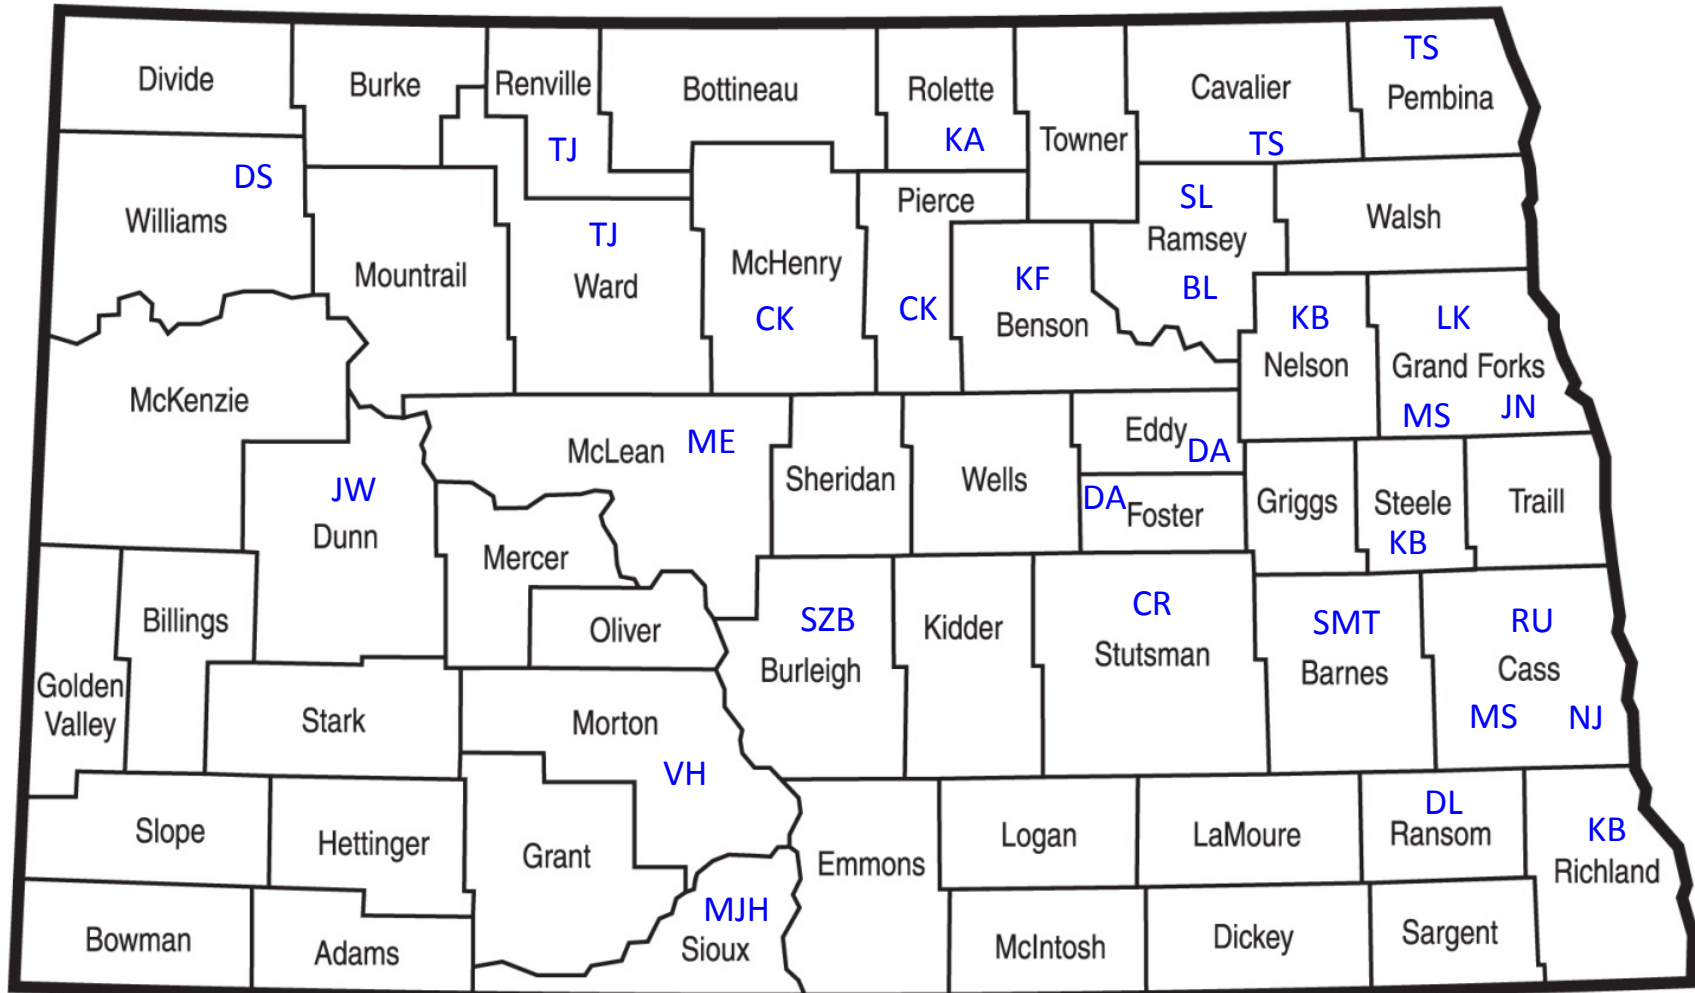 TS
Divide
Burke
Renville
Bottineau
Rolette
Cavalier
Pembina
TJ
KA
Towner
TS
DS
Williams
Mountrail
TJ
Ward
McHenry
CK
Pierce
CK
KF
Benson
SL
Ramsey
BL
Walsh
KB
Nelson
LK
Grand Forks
MS
JN
McKenzie
McLean
ME
Sheridan
Wells
Eddy
DA
DA
Foster
Griggs
Steele
KB
Traill
JW
Dunn
Mercer
Oliver
Billings
Golden
Valley
Stark
Morton
VH
SZB
Burleigh
Kidder
CR
Stutsman
SMT
Barnes
RU
Cass
MS
NJ
Slope
Hettinger
Grant
Emmons
Logan
LaMoure
DL
Ransom
KB
Richland
Bowman
Adams
MJH
Sioux
McIntosh
Dickey
Sargent